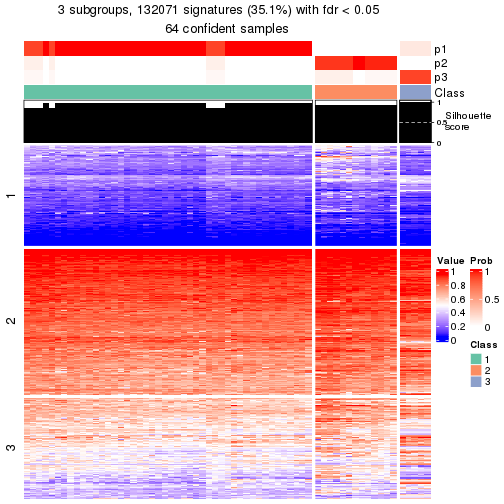 3 subgroups, 132071 signatures (35.1%) with fdr < 0.05
64 confident samples
p1
p2
p3
Class
1
0.5
0
Silhouette
score
1
2
3
Value
1
0.8
0.6
0.4
0.2
0
Prob
1
0.5
0
Class
1
2
3